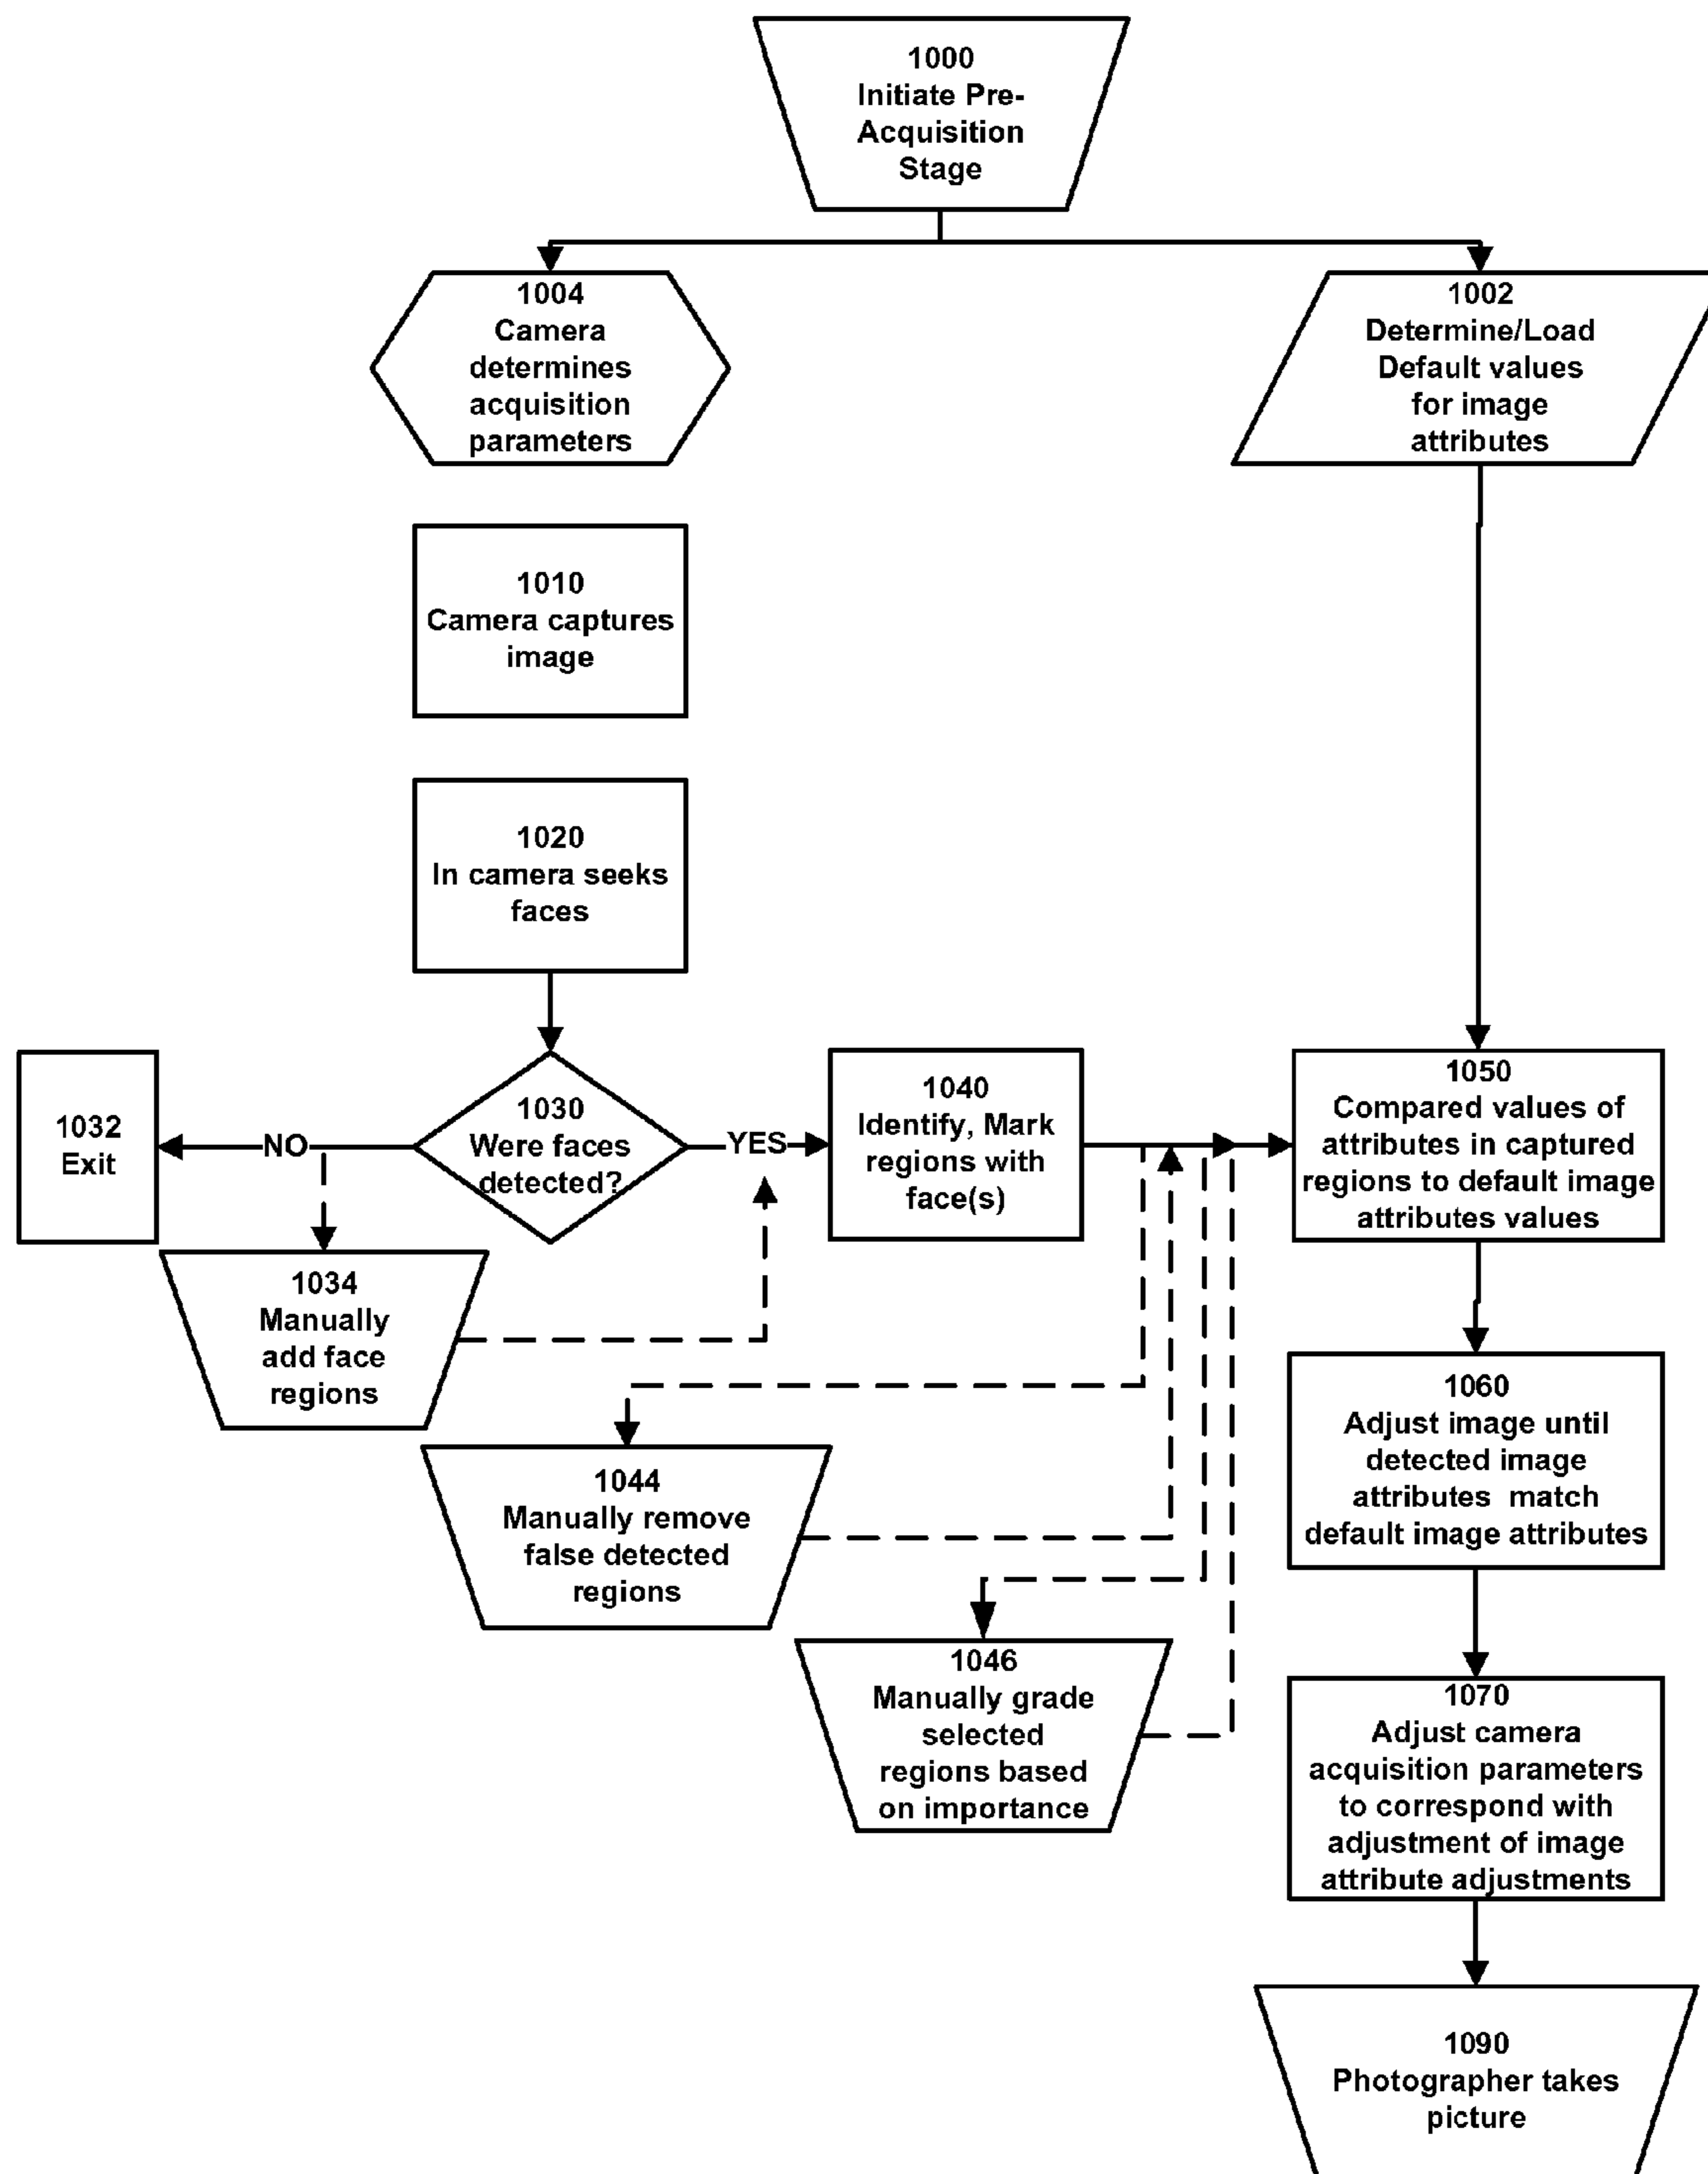 1000
Initiate Pre-
Acquisition
Stage
1004
Camera
determines
acquisition
parameters
1002
Determine/Load
Default values
for image
attributes
1010
Camera captures
image
1020
In camera seeks
faces
1032
Exit
NO
1030
Were faces
detected?
YES
1040
Identify, Mark
regions with
face(s)
1050
Compared values of
attributes in captured
regions to default image
attributes values
1034
Manually
add face
regions
1044
Manually remove
false detected
regions
1046
Manually grade
selected
regions based
on importance
1060
Adjust image until
detected image
attributes match
default image attributes
1070
Adjust camera
acquisition parameters
to correspond with
adjustment of image
attribute adjustments
1090
Photographer takes
picture